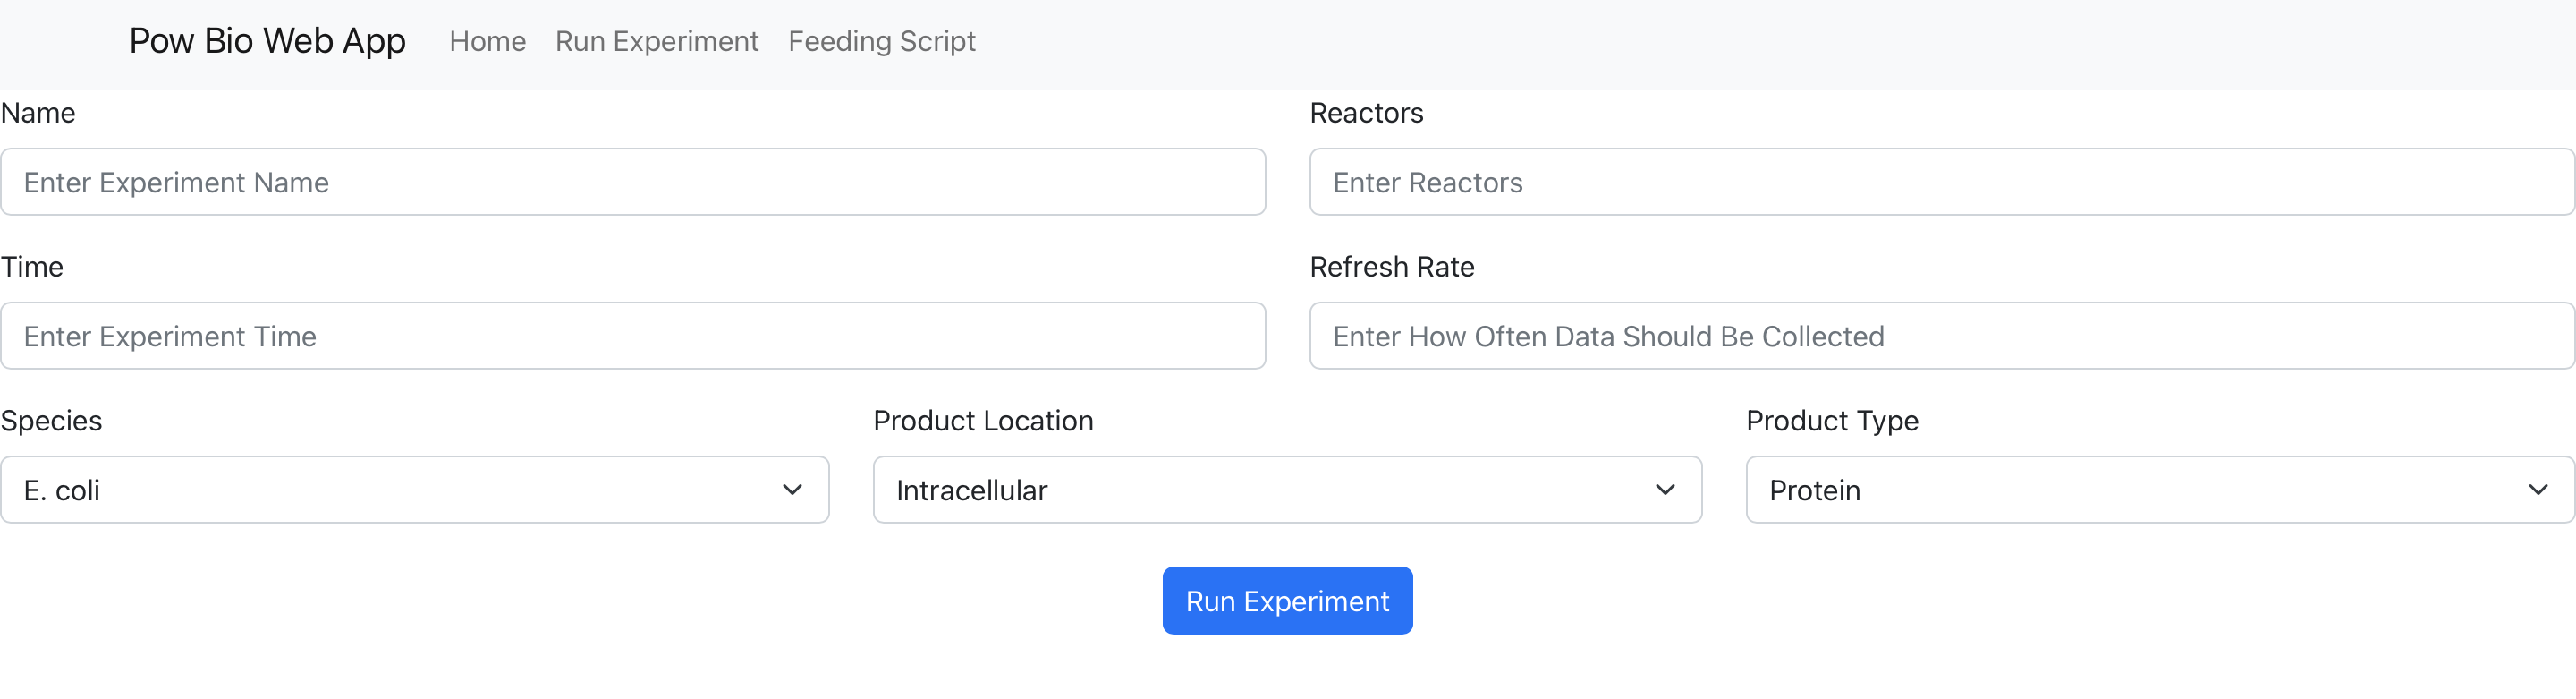 Pow Bio Web App Home Run Experiment Feeding Script
Name Reactors
Enter Experiment Name Enter Reactors
Time Refresh Rate
Enter Experiment Time Enter How Often Data Should Be Collected
Species Product Location Product Type
E. coli Intracellular Protein
Run Experiment